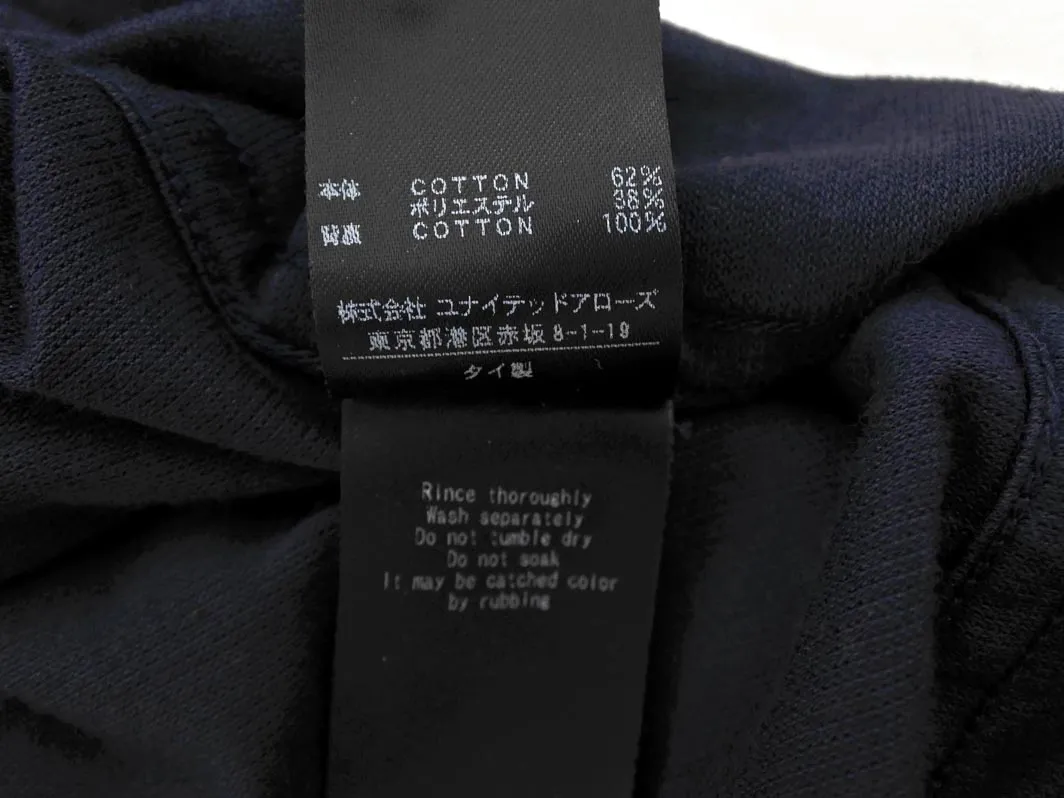 本体 COTTON 62%
ポリエステル 38%
COTTON 100%
株式会社 ユナイテッドアローズ
東京都港区赤坂 8-1-19
タイ製
Rince thoroughly
Wash separately
Do not tumble dry
Do not soak
It may be catched color
by rubbing